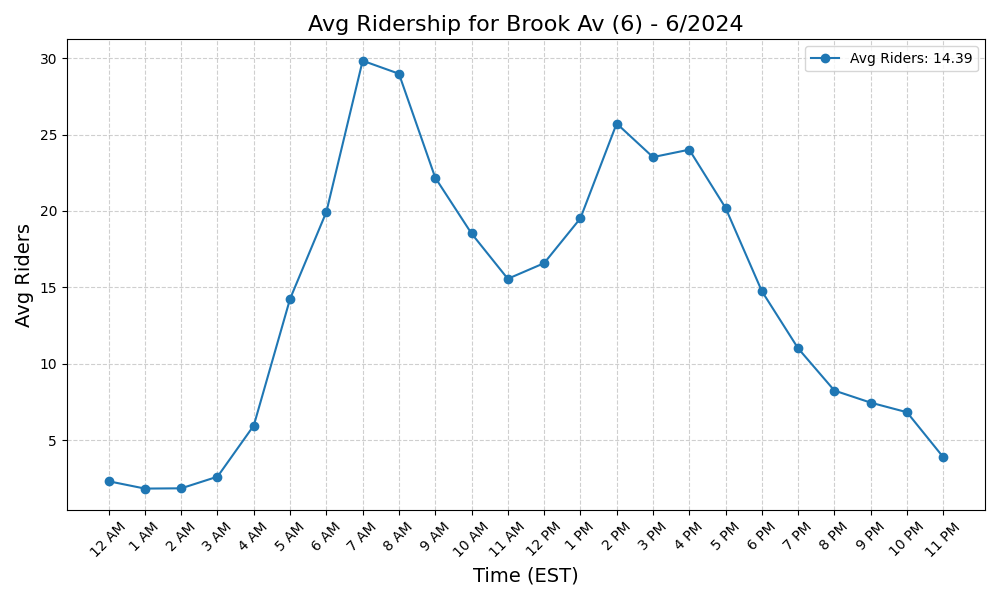 Avg Ridership for Brook Av (6) - 6/2024
Avg Riders: 14.39
Avg Riders
30
25
20
15
10
5
12 AM
1 AM
2 AM
3 AM
4 AM
5 AM
6 AM
7 AM
8 AM
9 AM
10 AM
11 AM
12 PM
1 PM
2 PM
3 PM
4 PM
5 PM
6 PM
7 PM
8 PM
9 PM
10 PM
11 PM
Time (EST)